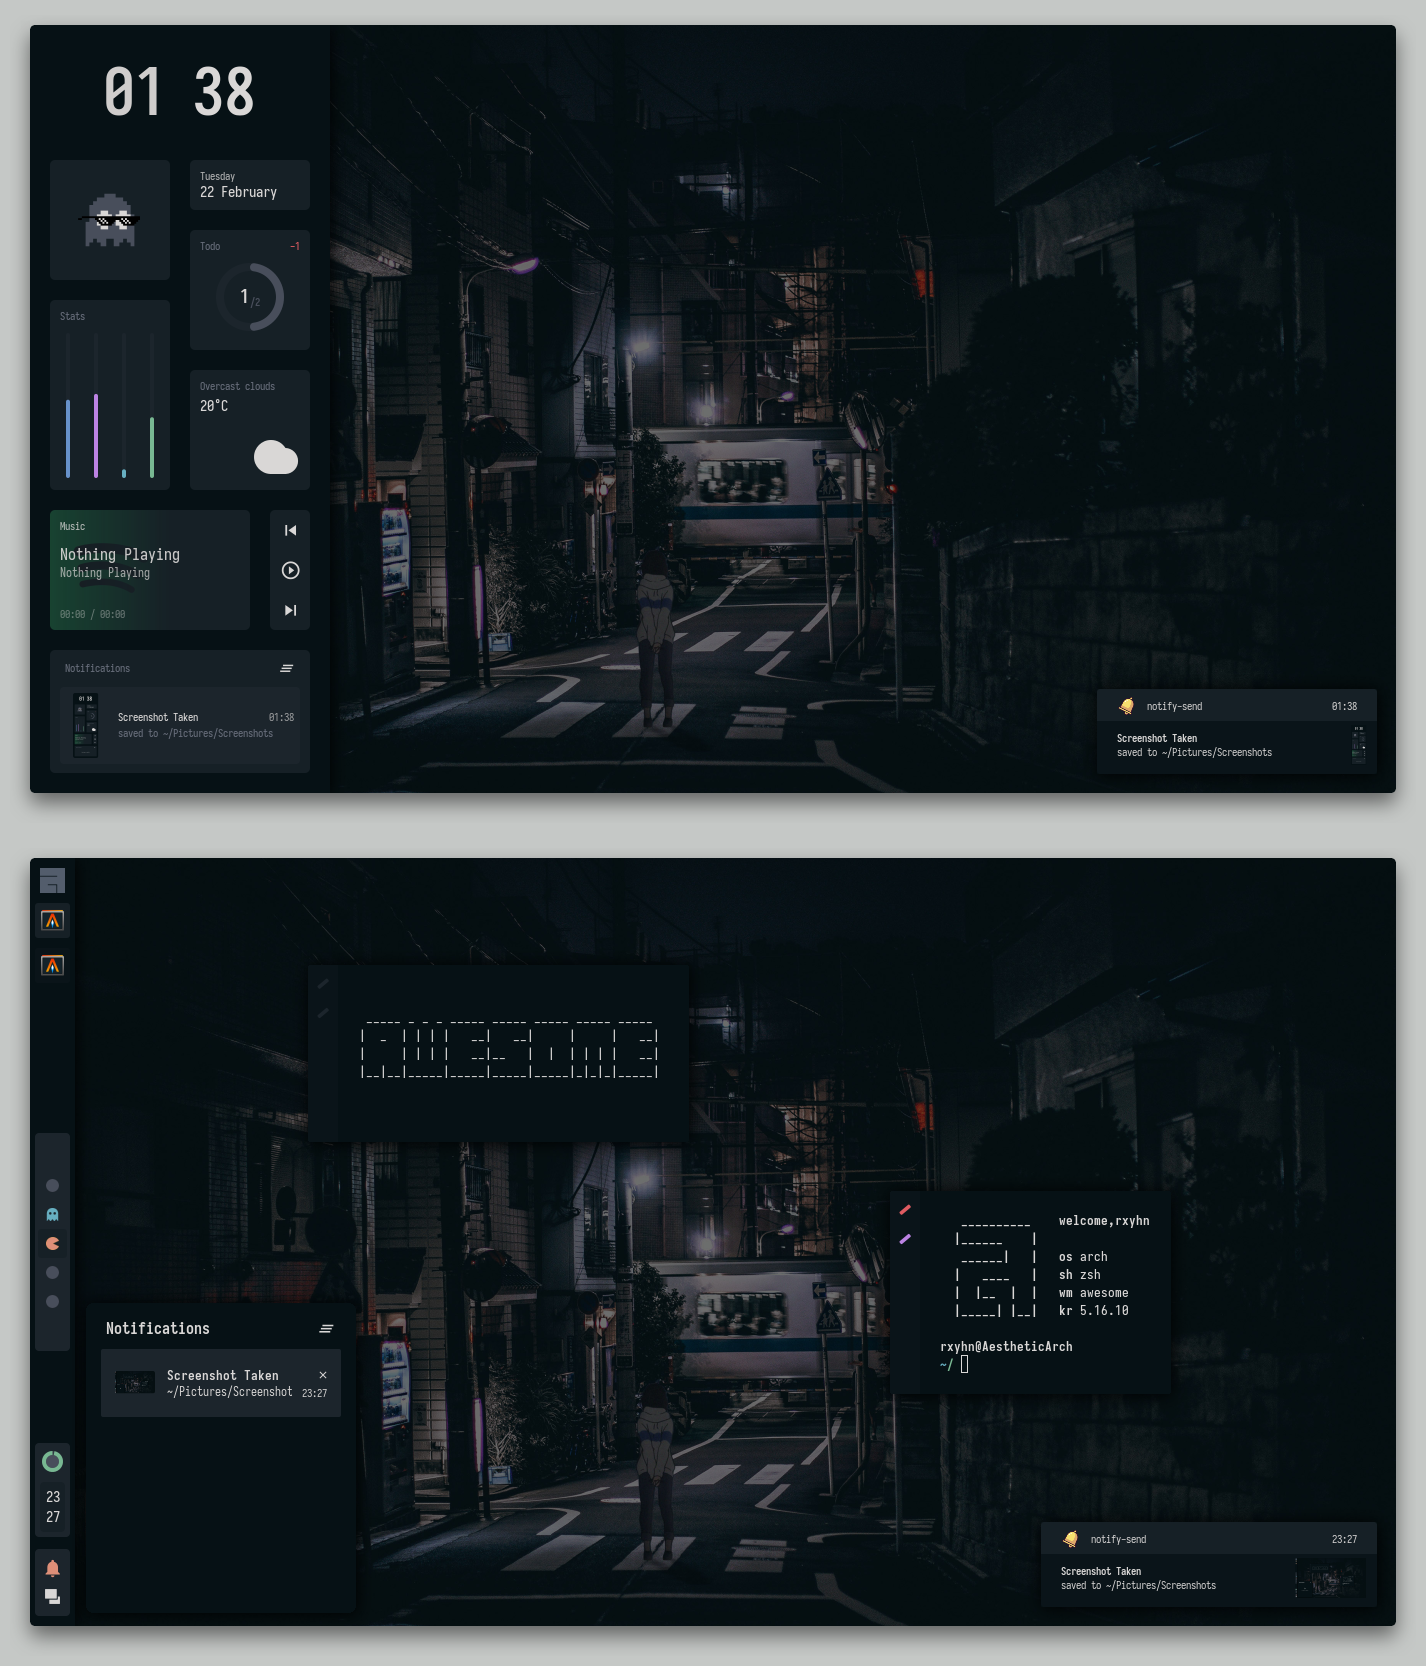 01 38
Tuesday
22 February
Todo -1
1/2
Stats
Overcast clouds
20°C
Music
Nothing Playing
Nothing Playing
00:00 / 00:00
Notifications
01 38
Screenshot Taken 01:38
saved to ~/Pictures/Screenshots
notify-send 01:38
Screenshot Taken
saved to ~/Pictures/Screenshots
AWESOME
welcome,rxyhn
os arch
sh zsh
wm awesome
kr 5.16.10
rxyhn@AestheticArch
~/
Notifications
Screenshot Taken ×
~/Pictures/Screenshot 23:27
23
27
notify-send 23:27
Screenshot Taken
saved to ~/Pictures/Screenshots